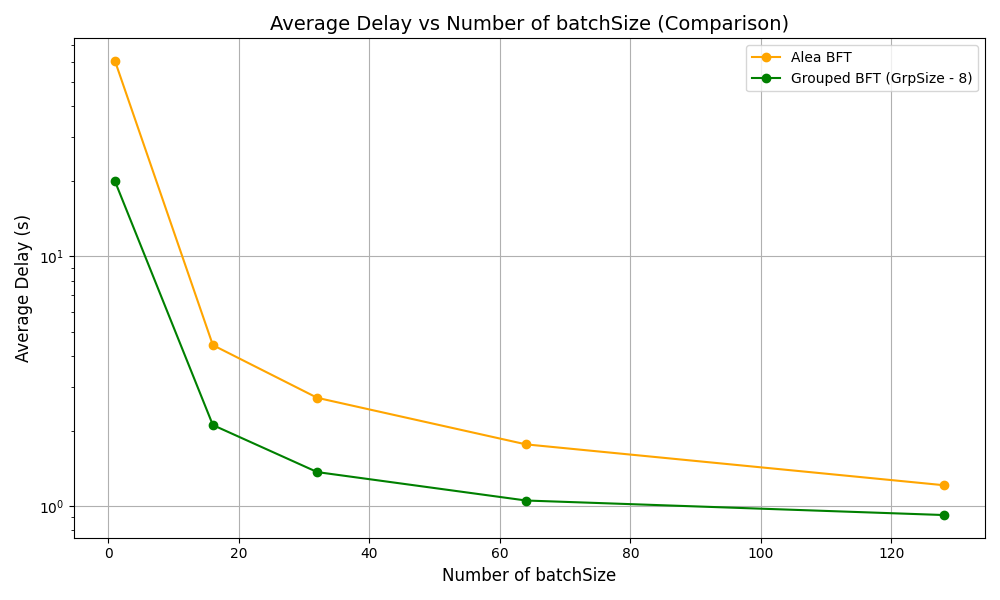 Average Delay vs Number of batchSize (Comparison)
Alea BFT
Grouped BFT (GrpSize - 8)
Average Delay (s)
10¹
10⁰
0 20 40 60 80 100 120
Number of batchSize